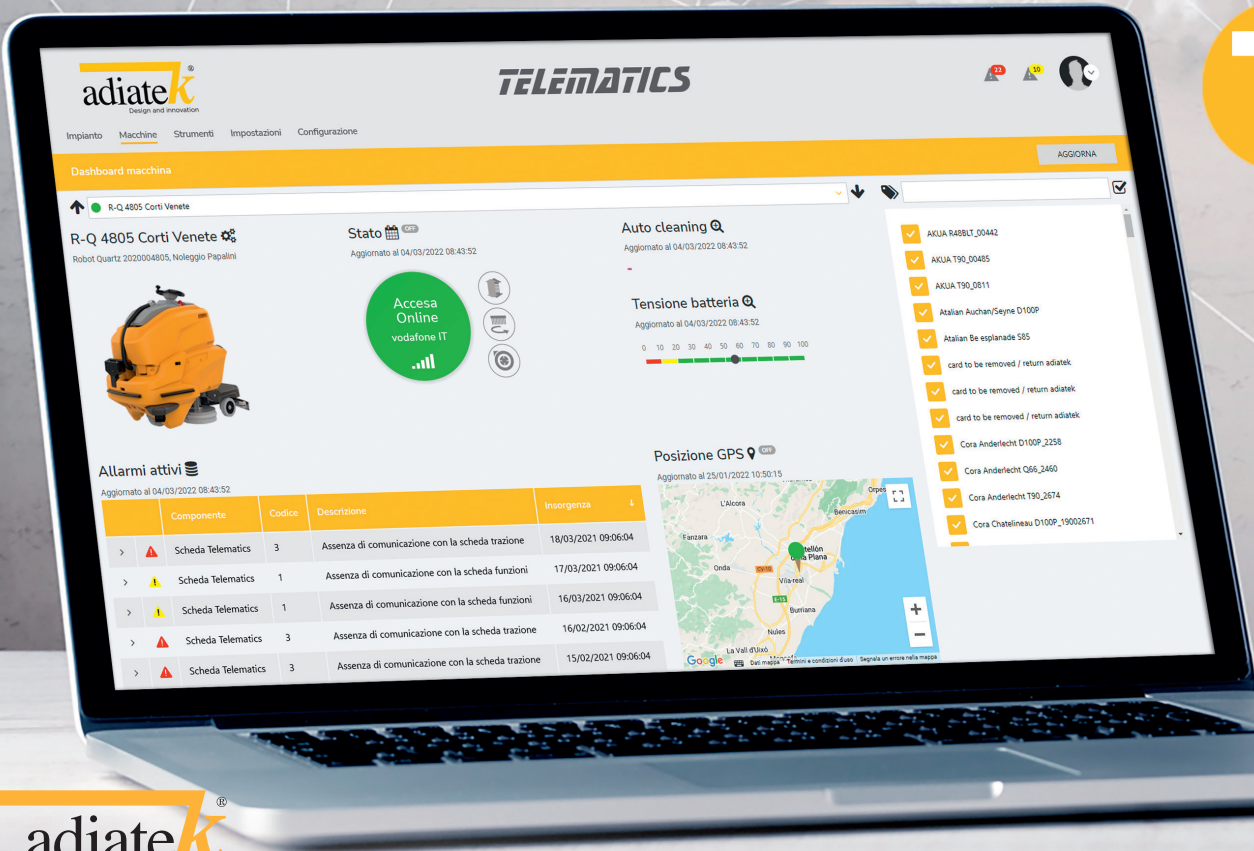 adiatek®
Design and innovation
TELEMATICS
22
10
Impianto Macchine Strumenti Impostazioni Configurazione
Dashboard macchina
AGGIORNA
R-Q 4805 Corti Venete
R-Q 4805 Corti Venete
Robot Quartz 2020004805, Noleggio Papalini
Stato OFF
Aggiornato al 04/03/2022 08:43:52
Accesa
Online
vodafone IT
Auto cleaning
Aggiornato al 04/03/2022 08:43:52
-
Tensione batteria
Aggiornato al 04/03/2022 08:43:52
0 10 20 30 40 50 60 70 80 90 100
AKUA R48BLT_00442
AKUA T90_00485
AKUA T90_0811
Atalian Auchan/Seyne D100P
Atalian Be esplanade S85
card to be removed / return adiatek
card to be removed / return adiatek
card to be removed / return adiatek
Cora Anderlecht D100P_2258
Cora Anderlecht Q66_2460
Cora Anderlecht T90_2674
Cora Chatelineau D100P_19002671
Allarmi attivi
Aggiornato al 04/03/2022 08:43:52
Componente Codice Descrizione Insorgenza
Scheda Telematics 3 Assenza di comunicazione con la scheda trazione 18/03/2021 09:06:04
Scheda Telematics 1 Assenza di comunicazione con la scheda funzioni 17/03/2021 09:06:04
Scheda Telematics 1 Assenza di comunicazione con la scheda funzioni 16/03/2021 09:06:04
Scheda Telematics 3 Assenza di comunicazione con la scheda trazione 16/02/2021 09:06:04
Scheda Telematics 3 Assenza di comunicazione con la scheda trazione 15/02/2021 09:06:04
Posizione GPS OFF
Aggiornato al 25/01/2022 10:50:15
L'Alcora
Orpes
Benicasim
Fanzara
Onda
CV-10
Plana
Vila-real
E-15
Burriana
Nules
La Vall d'Uixó
Google Dati mappa Termini e condizioni d'uso Segnala un errore nella mappa
adiatek®